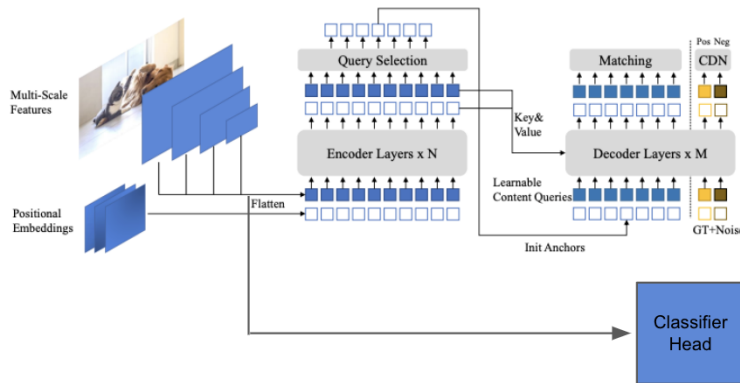 Multi-Scale
Features
Positional
Embeddings
Flatten
Query Selection
Encoder Layers x N
Key&
Value
Matching
Pos Neg
CDN
Decoder Layers x M
Learnable
Content Queries
GT+Noise
Init Anchors
Classifier
Head